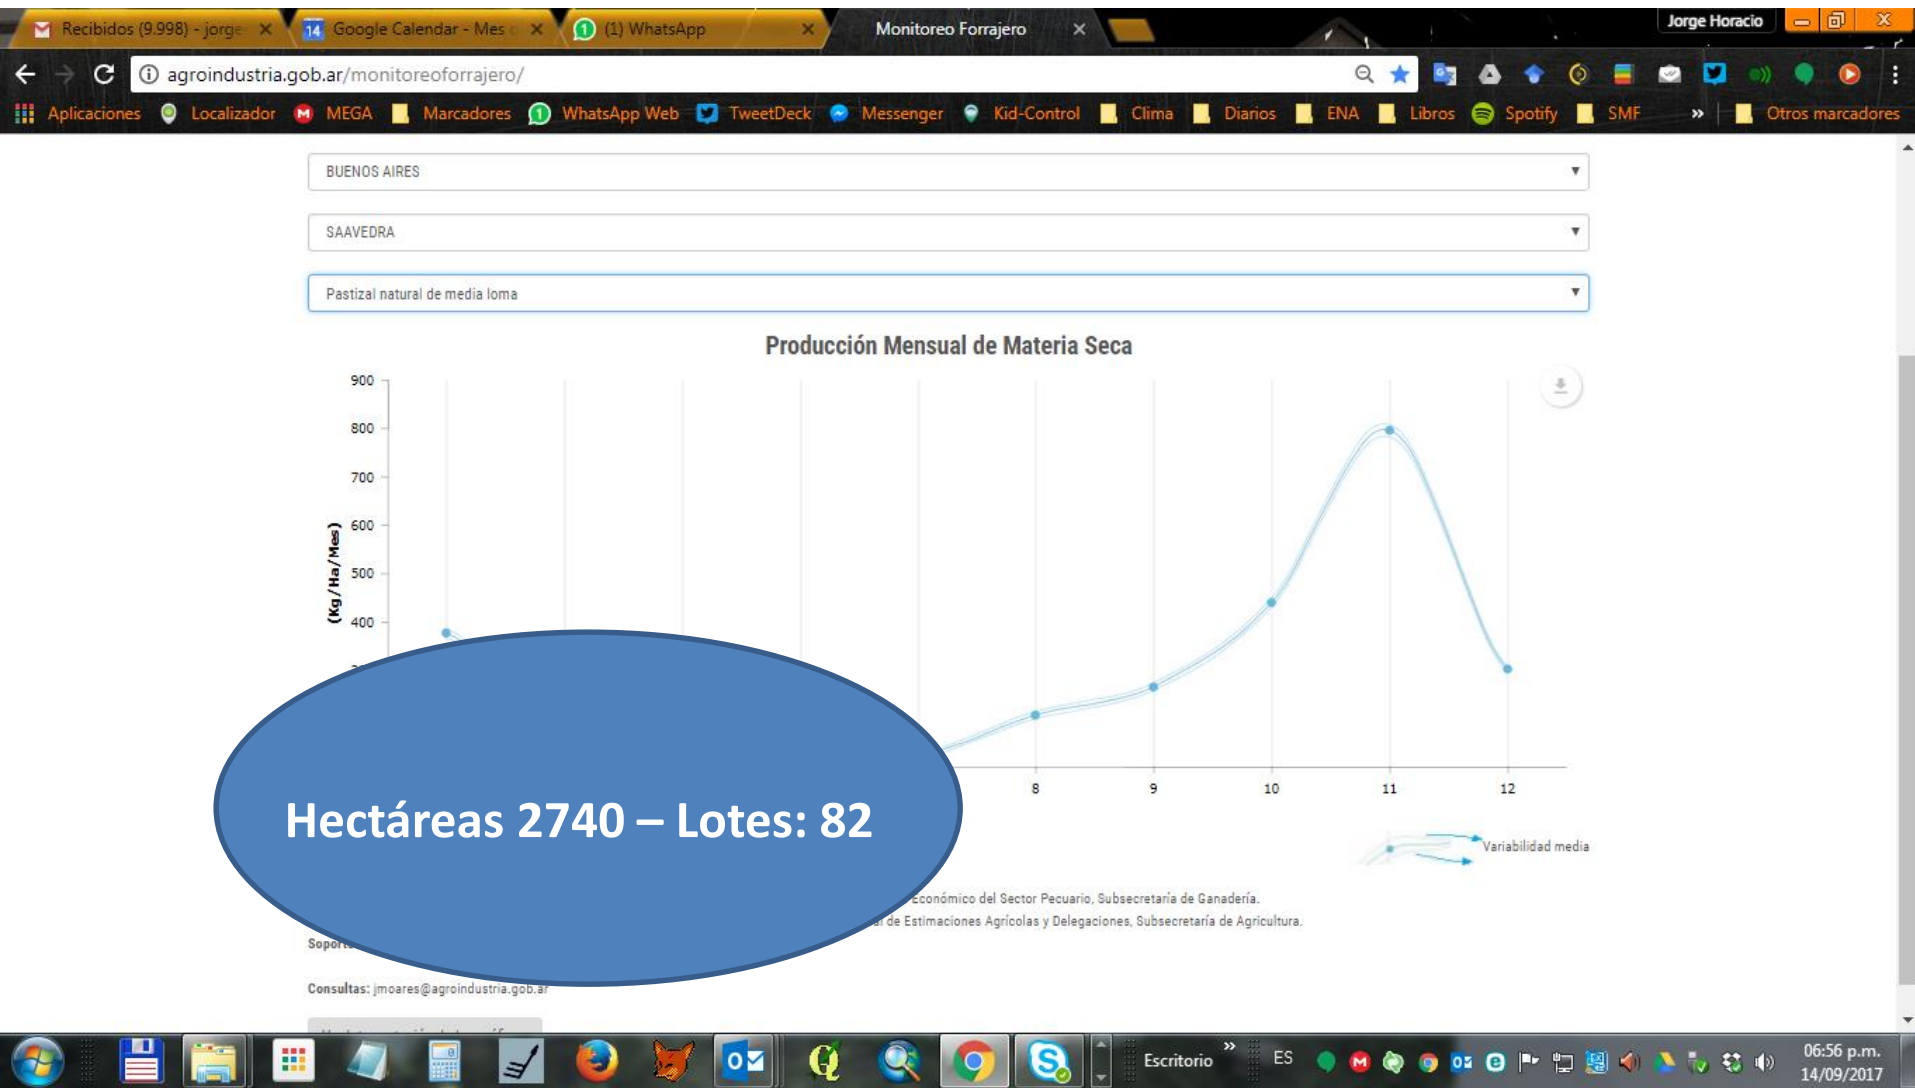 Recibidos (9.998) - jorge
14 Google Calendar - Mes
1 (1) WhatsApp
Monitoreo Forrajero
Jorge Horacio
agroindustria.gob.ar/monitoreoforrajero/
Aplicaciones Localizador MEGA Marcadores WhatsApp Web TweetDeck Messenger Kid-Control Clima Diarios ENA Libros Spotify SMF » Otros marcadores
BUENOS AIRES
SAAVEDRA
Pastizal natural de media loma
Producción Mensual de Materia Seca
900
800
700
600
500
400
(Kg/Ha/Mes)
8 9 10 11 12
Hectáreas 2740 – Lotes: 82
Variabilidad media
Económico del Sector Pecuario, Subsecretaría de Ganadería.
de Estimaciones Agrícolas y Delegaciones, Subsecretaría de Agricultura.
Consultas: jmoares@agroindustria.gob.ar
Escritorio » ES
06:56 p.m.
14/09/2017